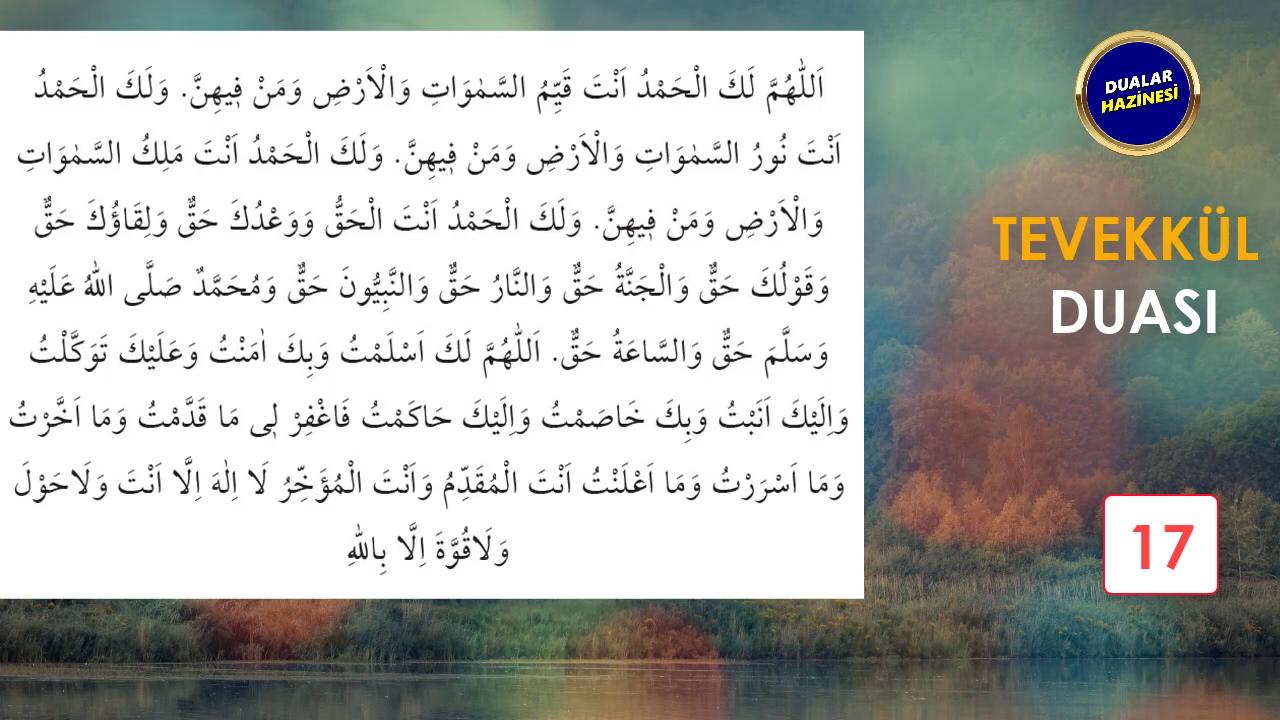 اَللّٰهُمَّ لَكَ الْحَمْدُ اَنْتَ قَيِّمُ السَّمٰوَاتِ وَالْاَرْضِ وَمَنْ فٖيهِنَّ. وَلَكَ الْحَمْدُ
اَنْتَ نُورُ السَّمٰوَاتِ وَالْاَرْضِ وَمَنْ فٖيهِنَّ. وَلَكَ الْحَمْدُ اَنْتَ مَلِكُ السَّمٰوَاتِ
وَالْاَرْضِ وَمَنْ فٖيهِنَّ. وَلَكَ الْحَمْدُ اَنْتَ الْحَقُّ وَوَعْدُكَ حَقٌّ وَلِقَاؤُكَ حَقٌّ
وَقَوْلُكَ حَقٌّ وَالْجَنَّةُ حَقٌّ وَالنَّارُ حَقٌّ وَالنَّبِيُّونَ حَقٌّ وَمُحَمَّدٌ صَلَّى اللّٰهُ عَلَيْهِ
وَسَلَّمَ حَقٌّ وَالسَّاعَةُ حَقٌّ. اَللّٰهُمَّ لَكَ اَسْلَمْتُ وَبِكَ اٰمَنْتُ وَعَلَيْكَ تَوَكَّلْتُ
وَاِلَيْكَ اَنَبْتُ وَبِكَ خَاصَمْتُ وَاِلَيْكَ حَاكَمْتُ فَاغْفِرْ لٖى مَا قَدَّمْتُ وَمَا اَخَّرْتُ
وَمَا اَسْرَرْتُ وَمَا اَعْلَنْتُ اَنْتَ الْمُقَدِّمُ وَاَنْتَ الْمُؤَخِّرُ لَا اِلٰهَ اِلَّا اَنْتَ وَلَاحَوْلَ
وَلَاقُوَّةَ اِلَّا بِاللّٰهِ
DUALAR
HAZİNESİ
TEVEKKÜL
DUASI
17